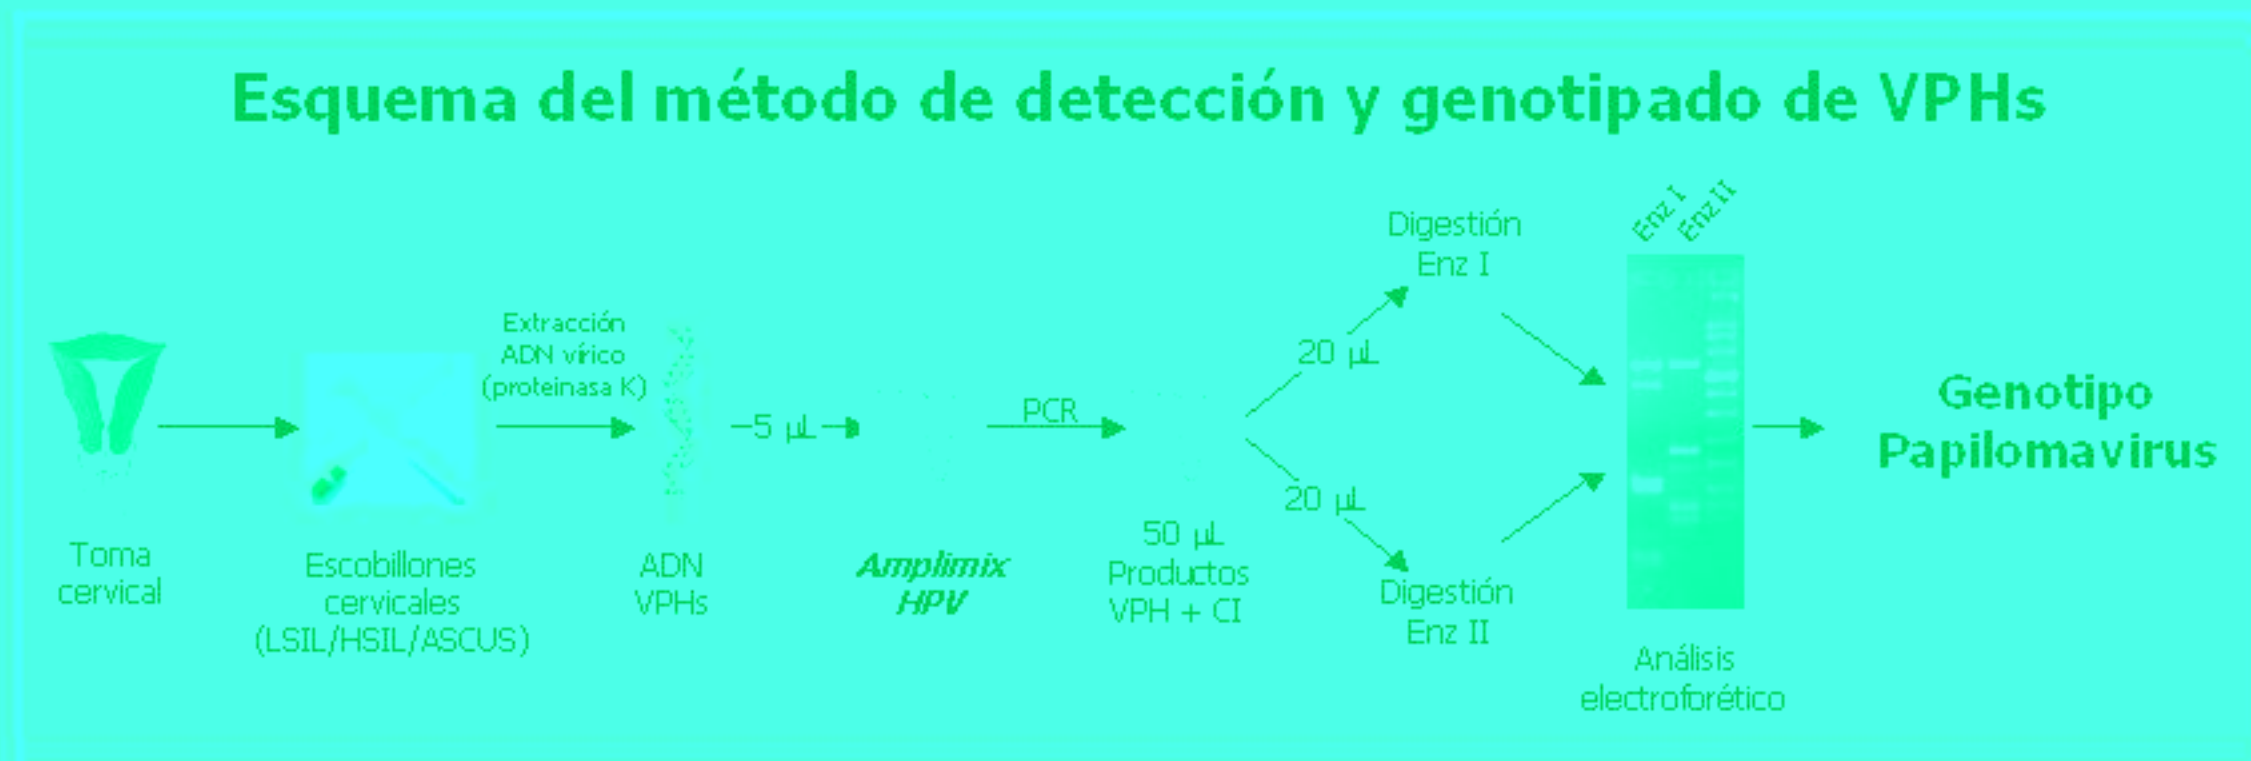 Esquema del método de detección y genotipado de VPHs
Toma
cervical
Escobillones
cervicales
(LSIL/HSIL/ASCUS)
Extracción
ADN vírico
(proteinasa K)
ADN
VPHs
5 µL
Amplimix
HPV
PCR
50 µL
Productos
VPH + CI
20 µL
Digestión
Enz I
20 µL
Digestión
Enz II
Enz I
Enz II
Análisis
electroforético
Genotipo
Papilomavirus